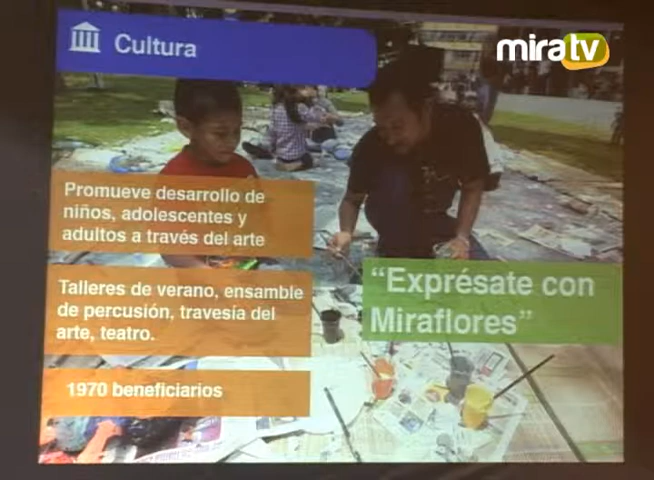 Cultura
miratv
Promueve desarrollo de
niños, adolescentes y
adultos a través del arte
Talleres de verano, ensamble
de percusión, travesía del
arte, teatro.
1970 beneficiarios
“Exprésate con
Miraflores”